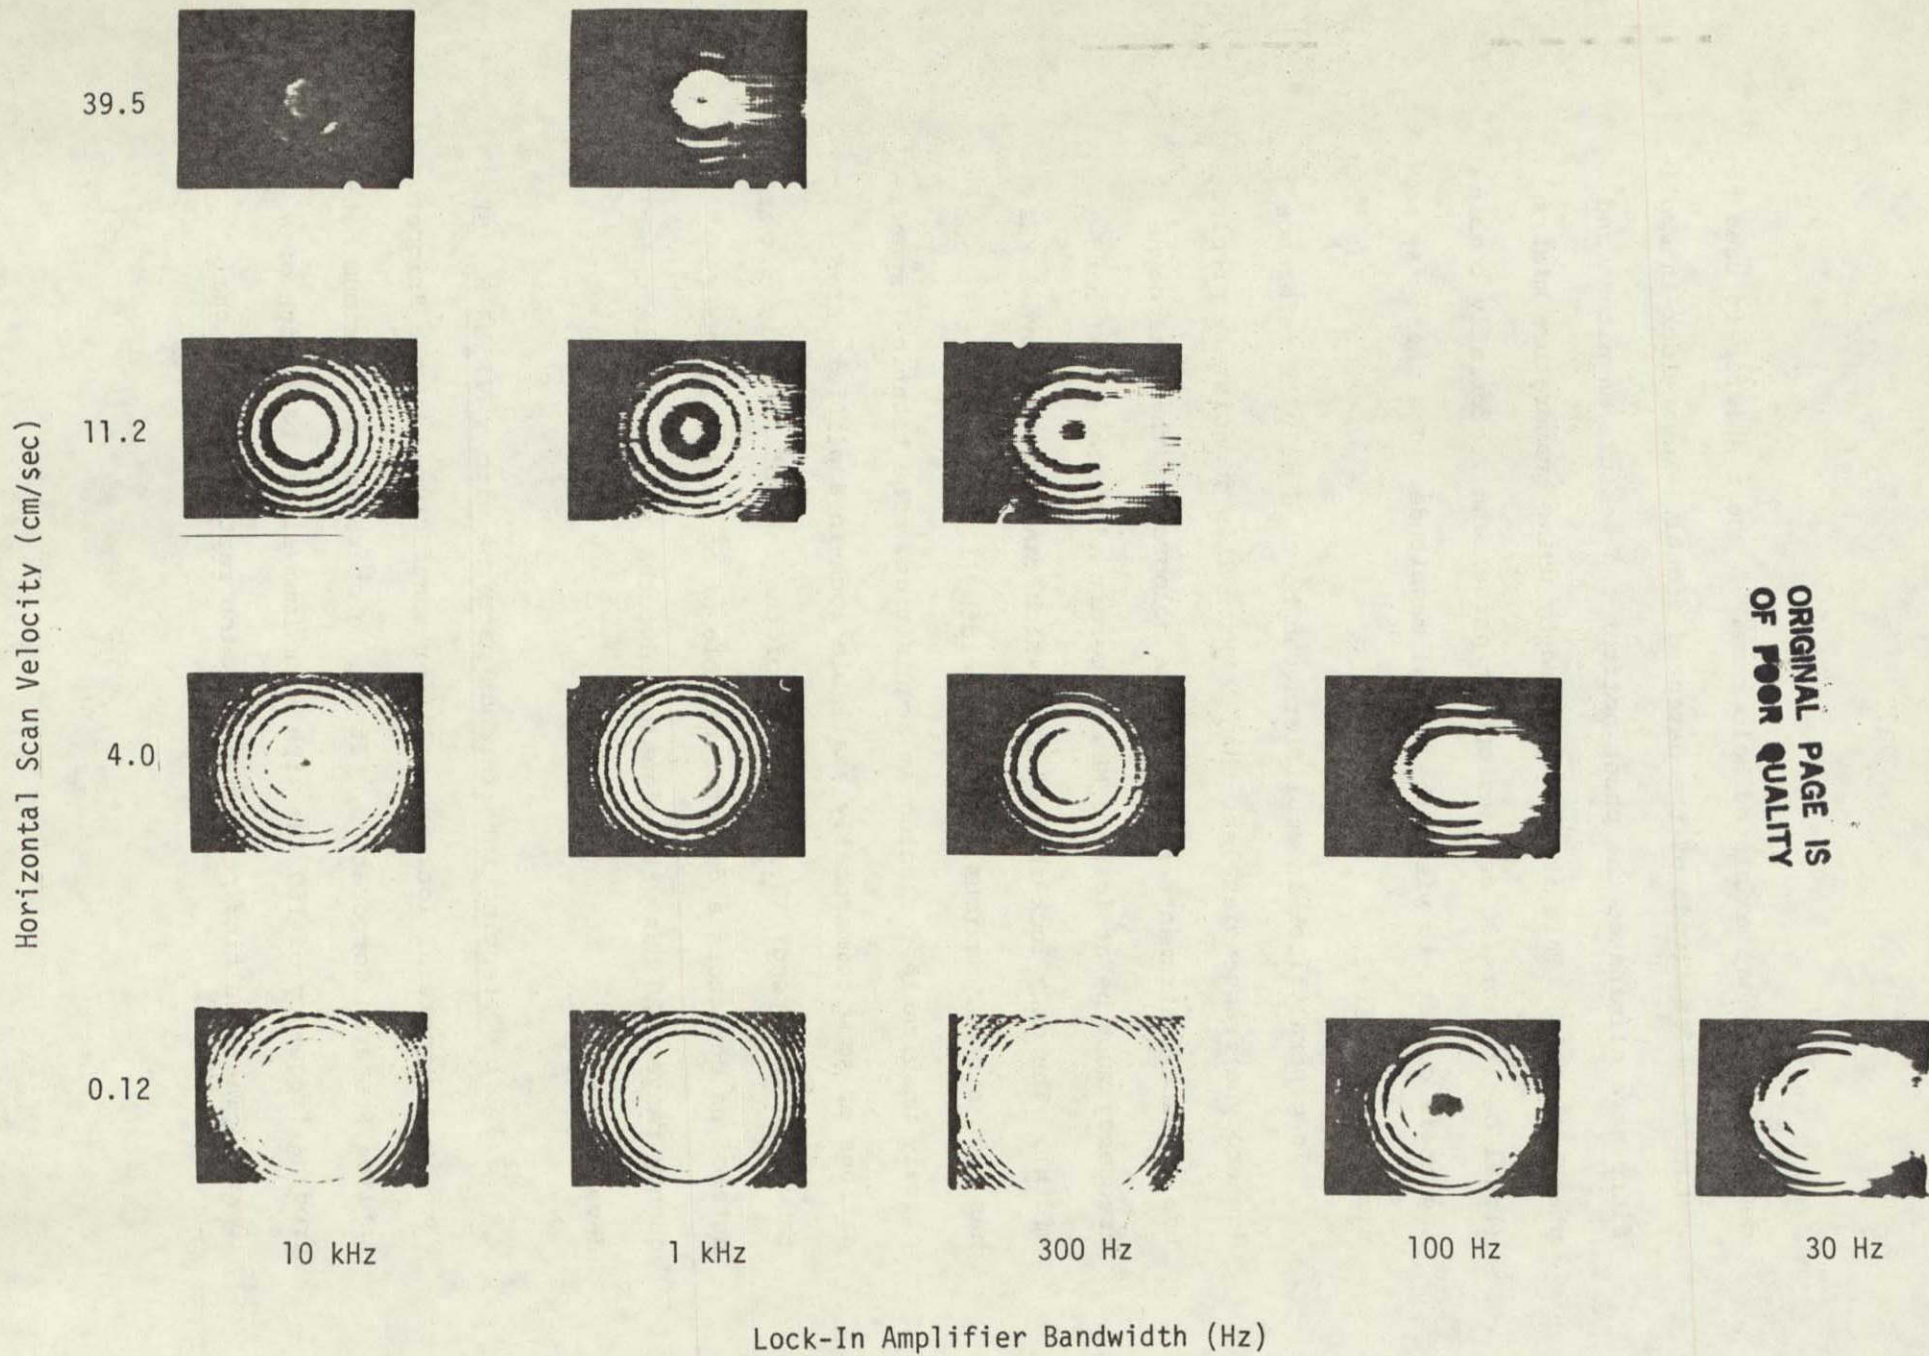 Horizontal Scan Velocity (cm/sec)
39.5
11.2
4.0
0.12
10 kHz
1 kHz
300 Hz
100 Hz
30 Hz
Lock-In Amplifier Bandwidth (Hz)
ORIGINAL PAGE IS
OF POOR QUALITY